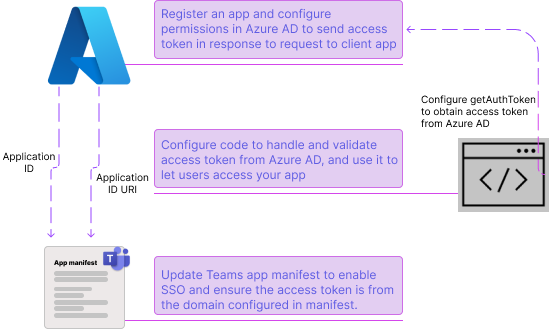 Register an app and configure
permissions in Azure AD to send access
token in response to request to client app
Configure getAuthToken
to obtain access token
from Azure AD
Application
ID
Application
ID URI
Configure code to handle and validate
access token from Azure AD, and use it to
let users access your app
</>
App manifest
T
Update Teams app manifest to enable
SSO and ensure the access token is from
the domain configured in manifest.